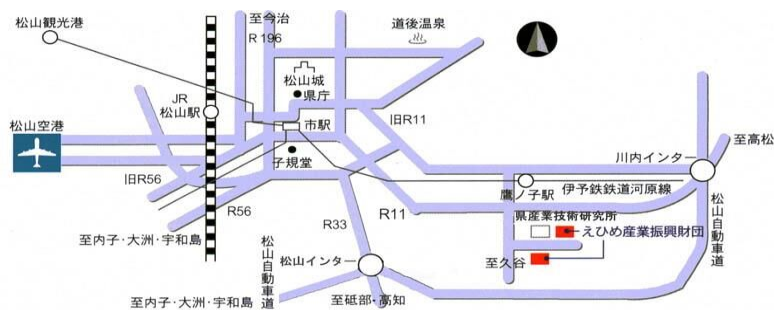 松山観光港
至今治
R 196
道後温泉
松山城
県庁
JR
松山駅
松山空港
市駅
旧R11
子規堂
川内インター
至高松
旧R56
鷹ノ子駅
伊予鉄鉄道河原線
R56
R33
R11
県産業技術研究所
えひめ産業振興財団
至内子・大洲・宇和島
松山自動車道
松山インター
至久谷
松山自動車道
至内子・大洲・宇和島
至砥部・高知